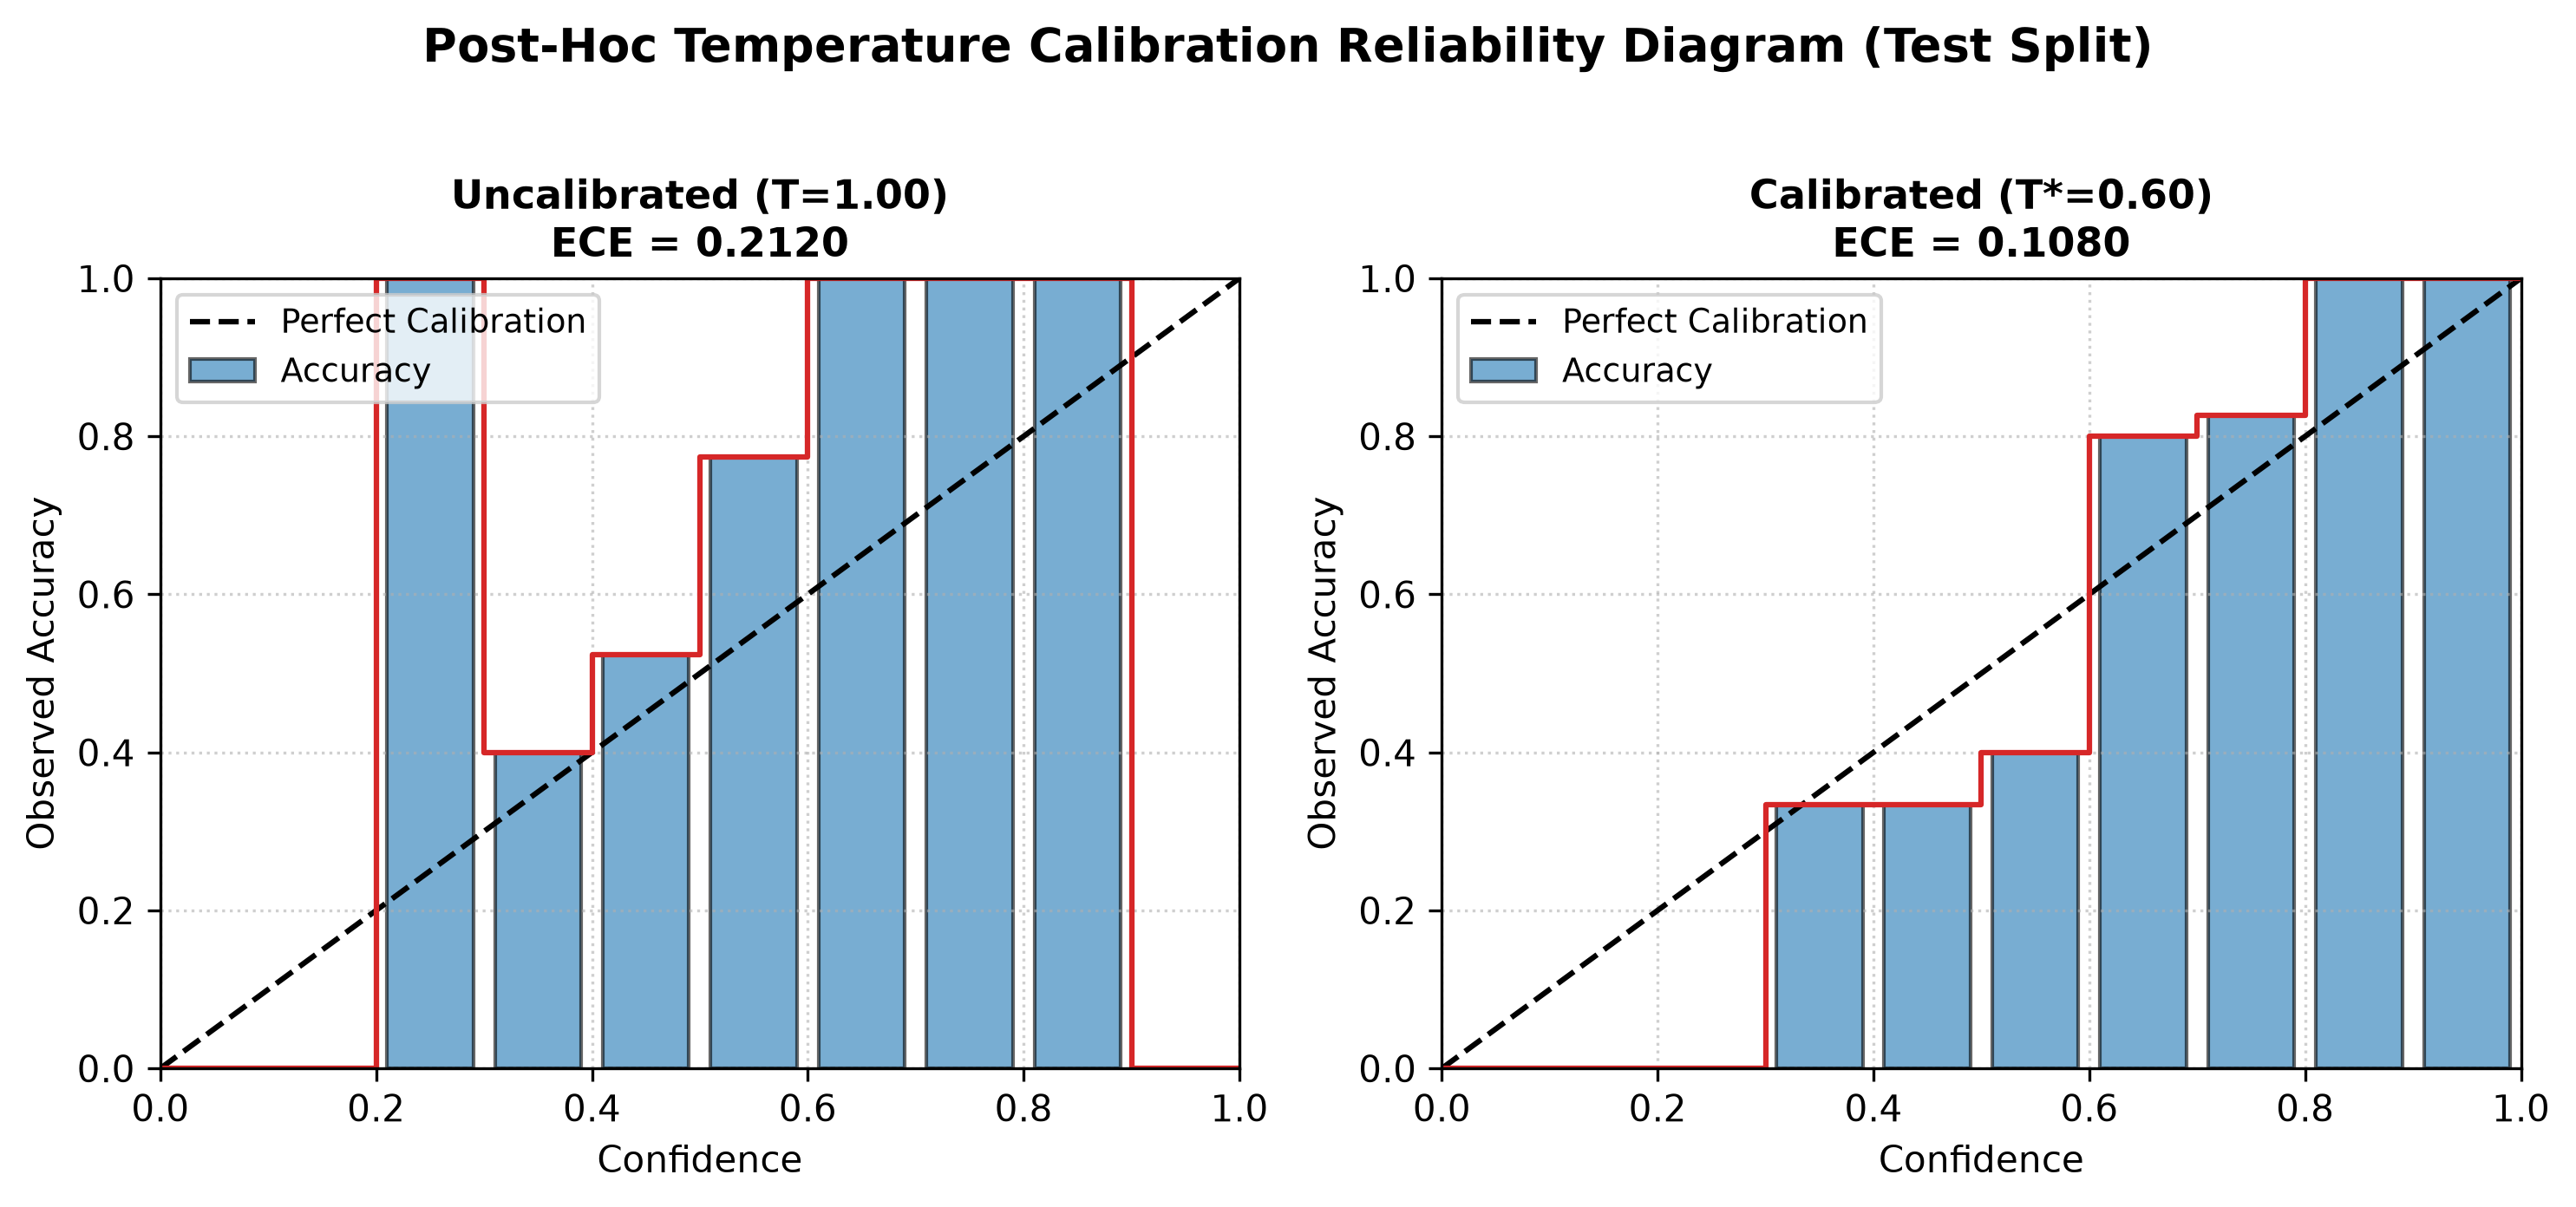 Post-Hoc Temperature Calibration Reliability Diagram (Test Split)
Uncalibrated (T=1.00)
ECE = 0.2120
Perfect Calibration
Accuracy
Observed Accuracy
1.0
0.8
0.6
0.4
0.2
0.0
0.0 0.2 0.4 0.6 0.8 1.0
Confidence
Calibrated (T*=0.60)
ECE = 0.1080
Perfect Calibration
Accuracy
Observed Accuracy
1.0
0.8
0.6
0.4
0.2
0.0
0.0 0.2 0.4 0.6 0.8 1.0
Confidence